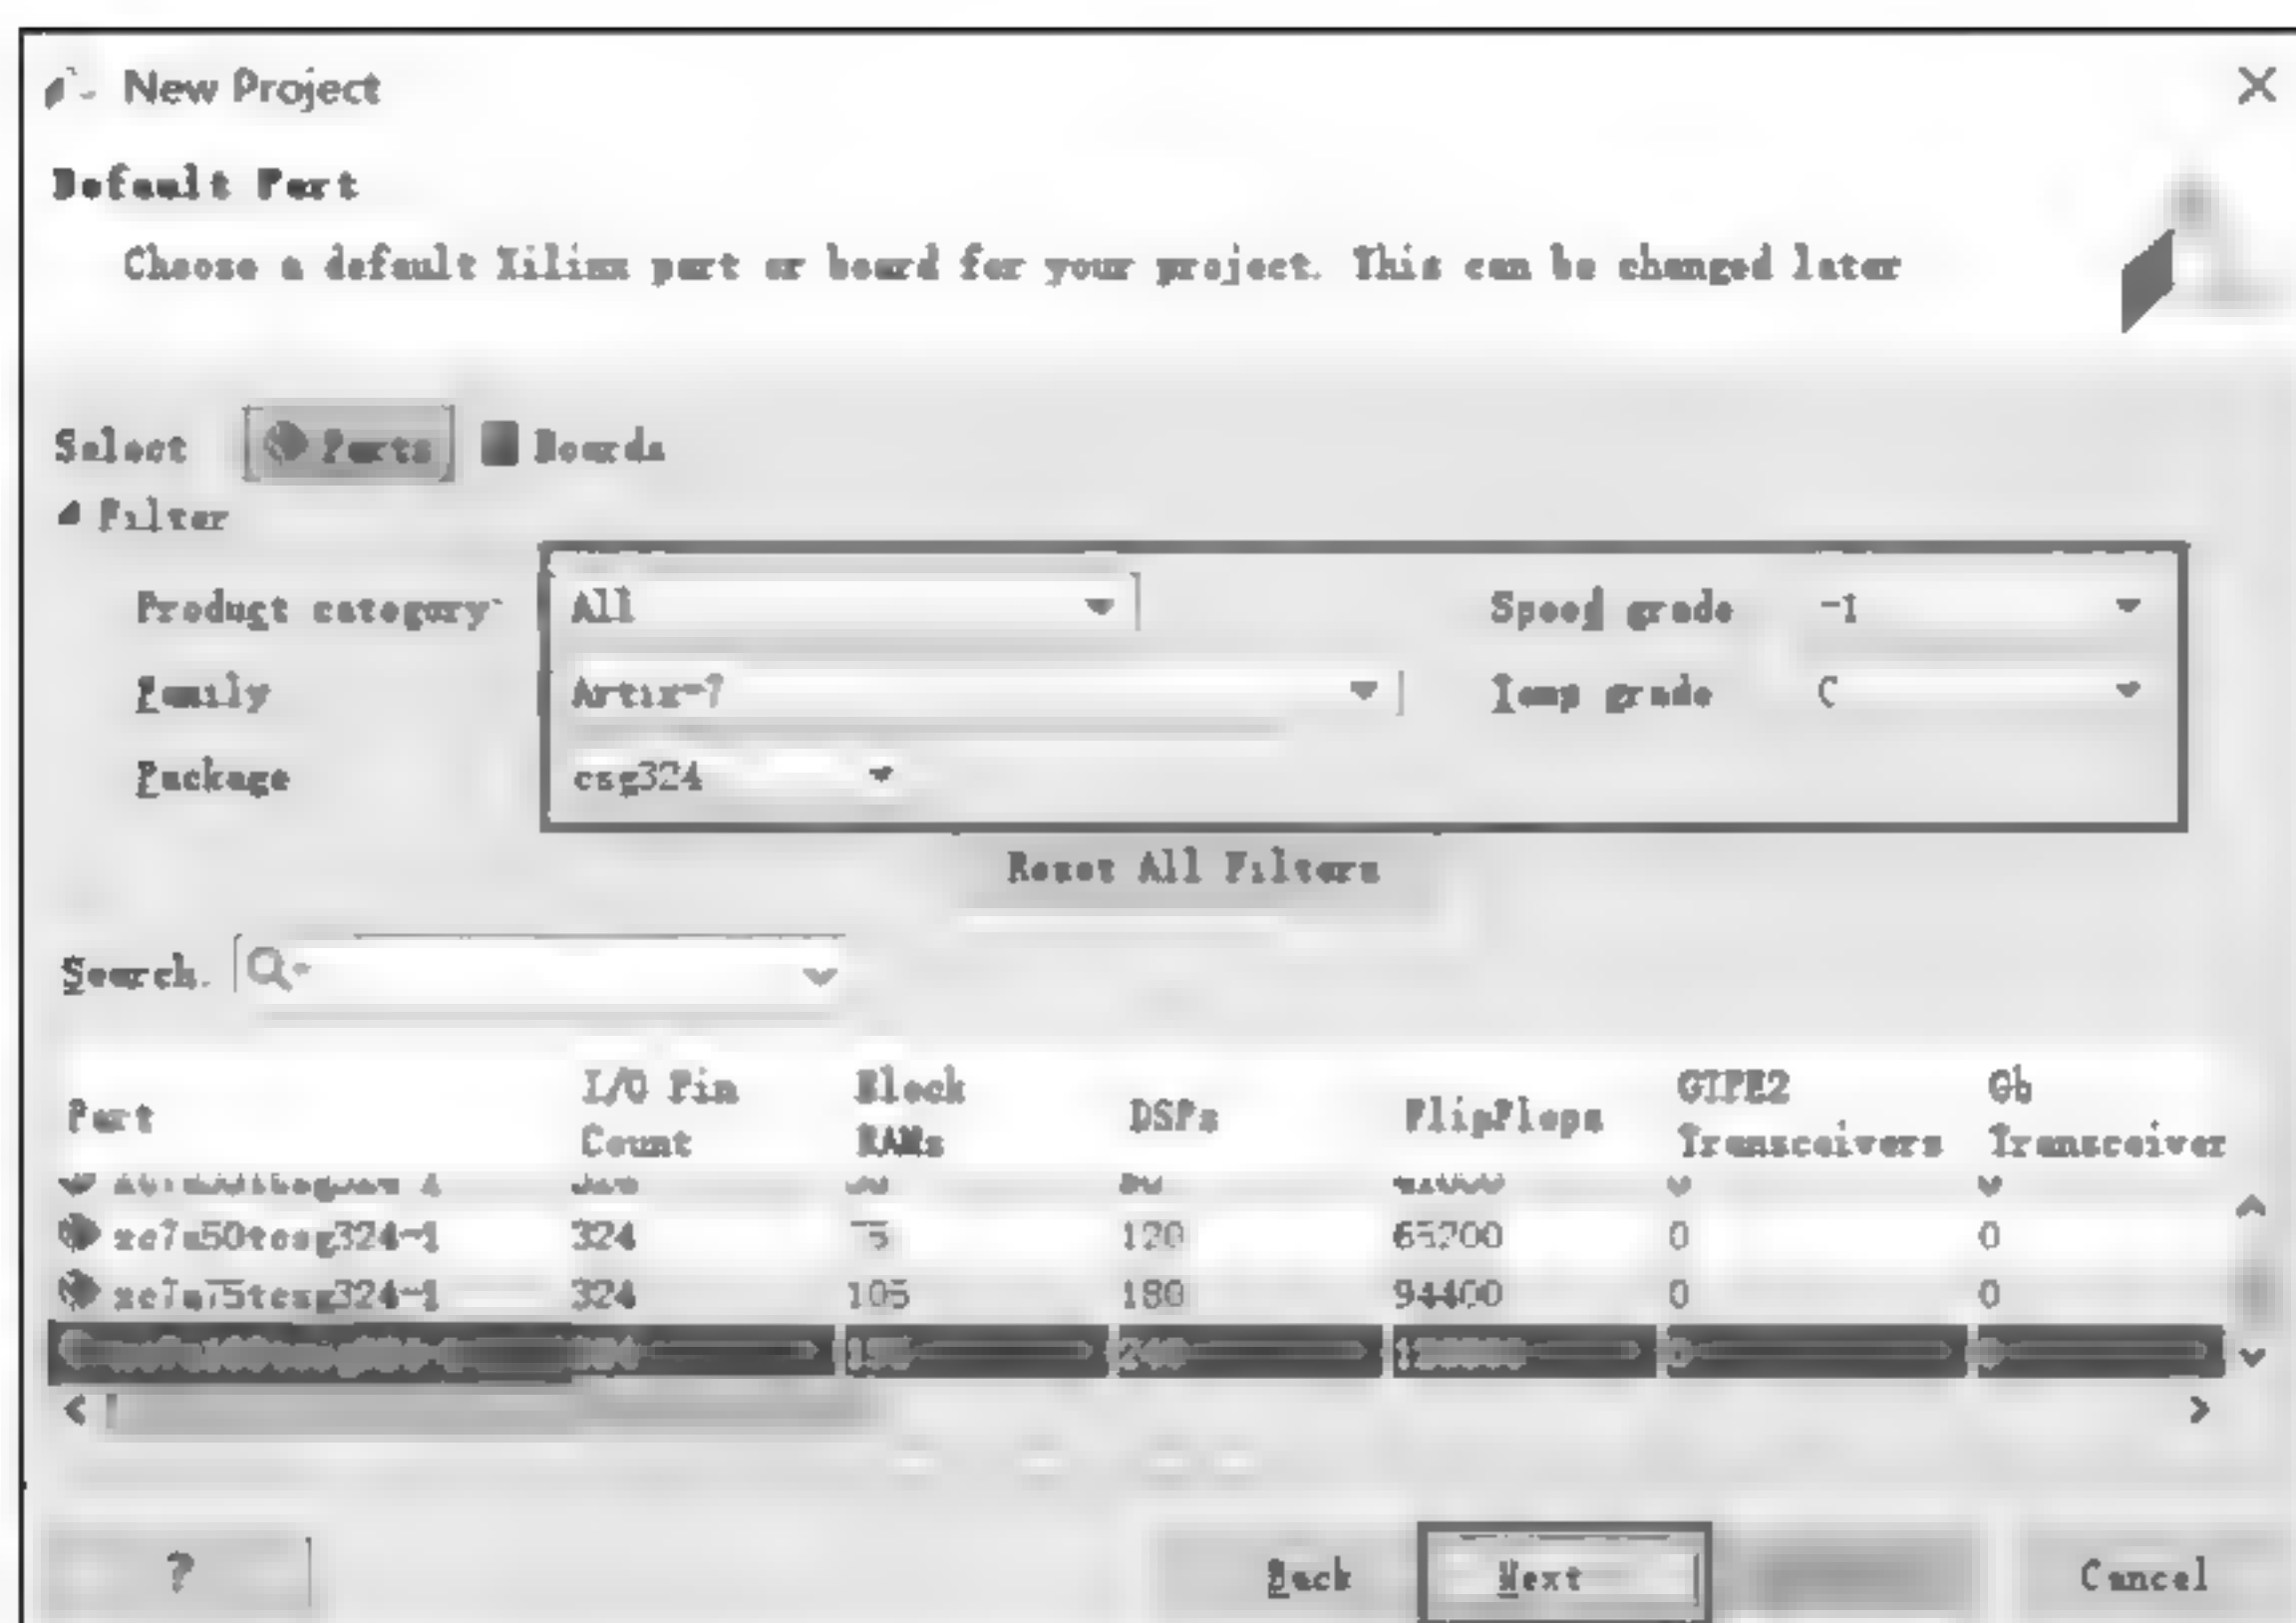 New Project
Default Part
Choose a default Xilinx part or board for your project. This can be changed later
Select Parts Boards
Filter
Product category All Speed grade -1
Family Artix-7 Temp grade C
Package csg324
Reset All Filters
Search
Part I/O Pin Count Block RAMs DSPs FlipFlops GTPE2 Transceivers Gb Transceiver
xc7a50tcsg324-1 324 75 120 65200 0 0
xc7a75tcsg324-1 324 105 180 94400 0 0
? Back Next Cancel